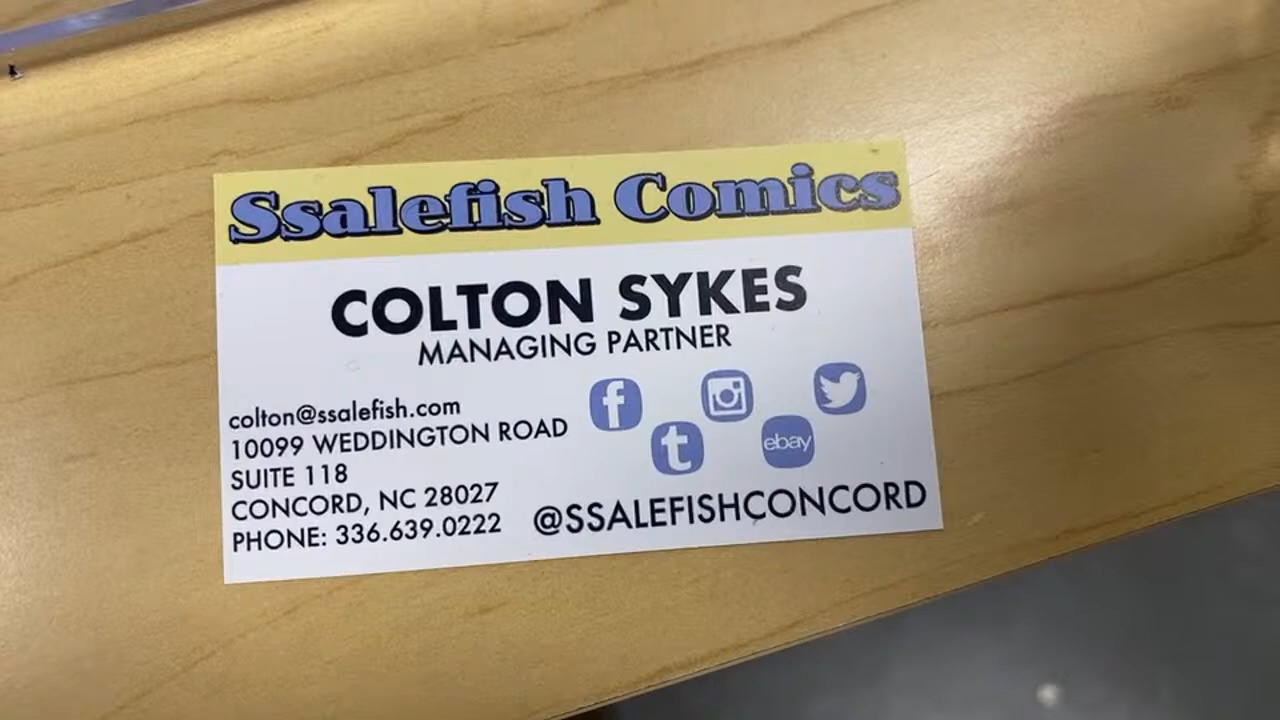 Ssalefish Comics
COLTON SYKES
MANAGING PARTNER
colton@ssalefish.com
10099 WEDDINGTON ROAD
SUITE 118
CONCORD, NC 28027
PHONE: 336.639.0222
f
t
ebay
@SSALEFISHCONCORD